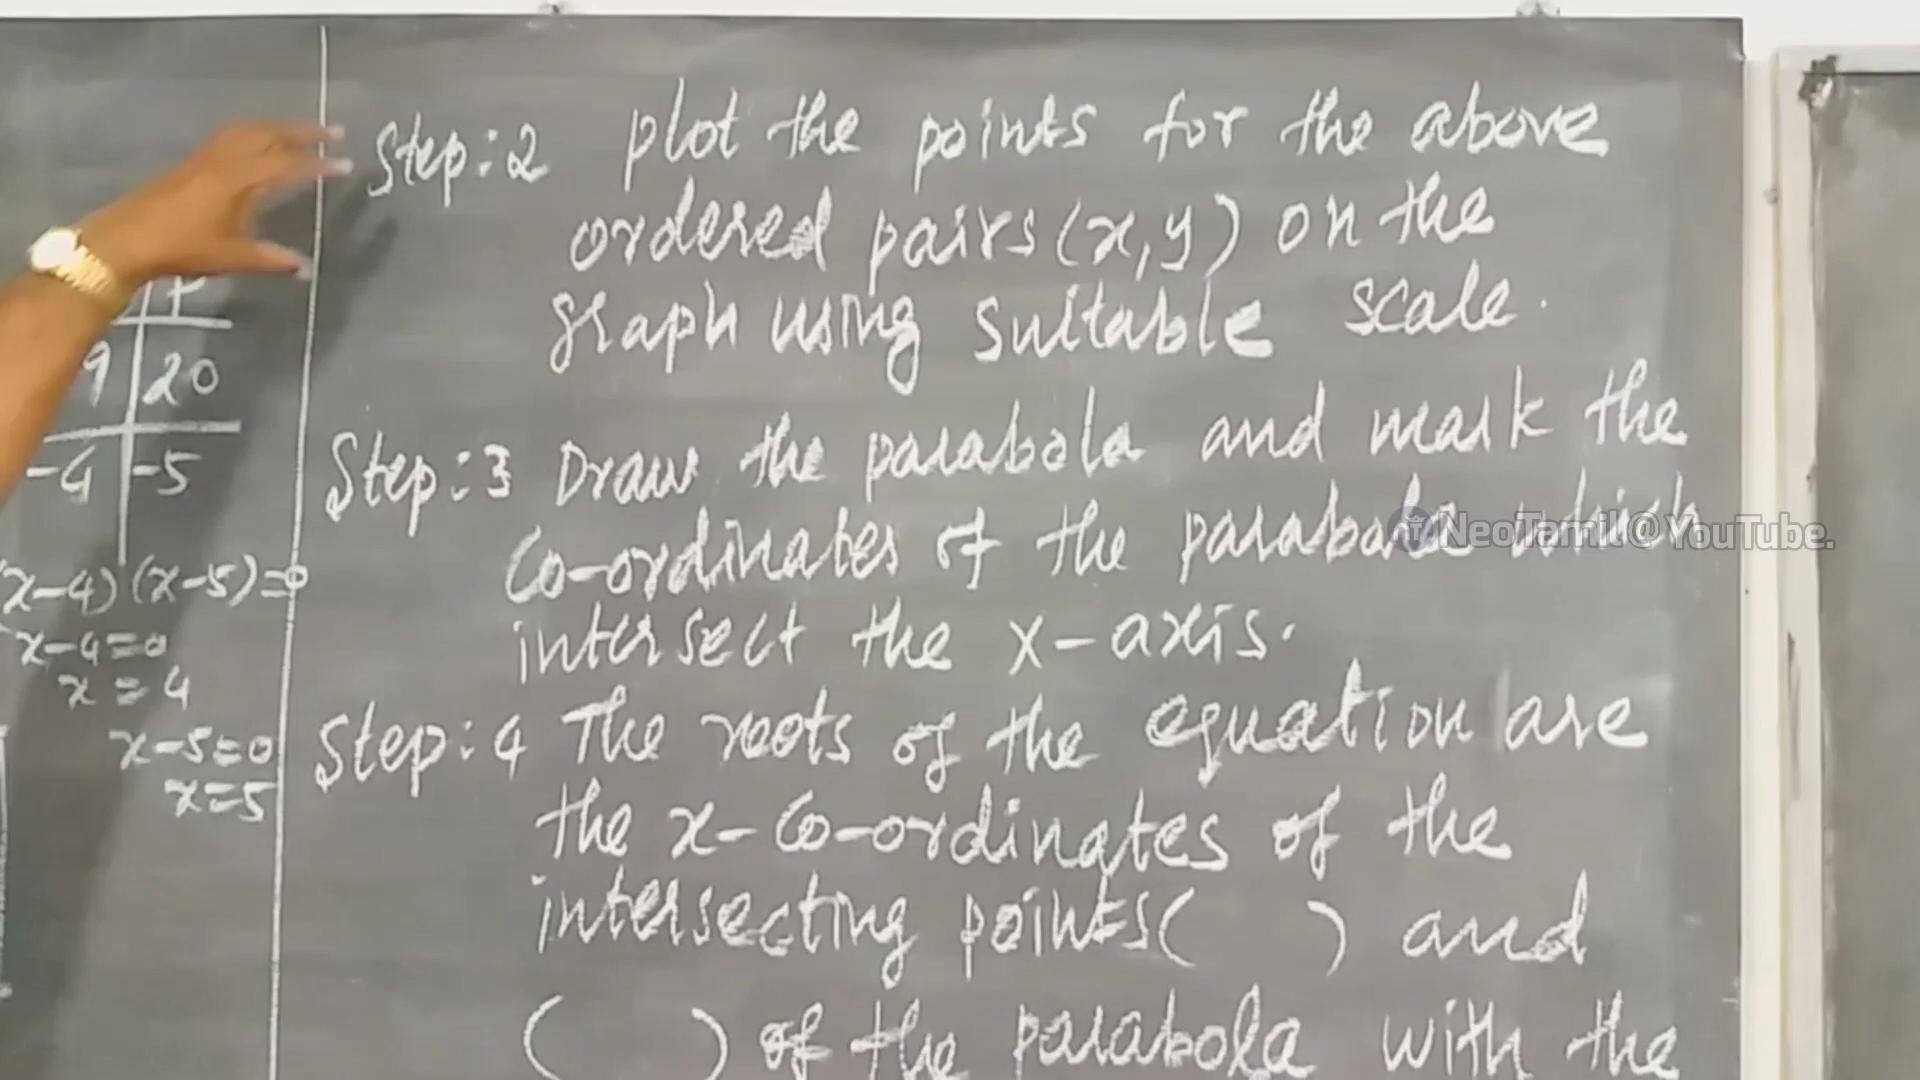 +
9 20
-4 -5
(x-4)(x-5)=0
x-4=0
x=4
x-5=0
x=5
Step:2 plot the points for the above
ordered pairs(x,y) on the
graph using suitable scale.
Step:3 Draw the parabola and mark the
Co-ordinates of the parabola which
intersect the X-axis.
Step:4 The roots of the equation are
the x-Co-ordinates of the
intersecting points( ) and
( ) of the parabola with the
NeoTamil@YouTube.